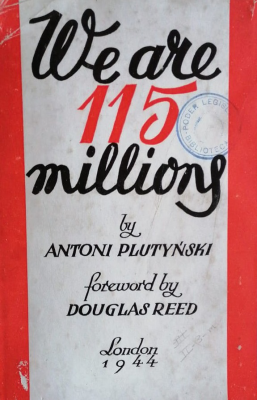 We are
115
millions
by
ANTONI PLUTYŃSKI
foreword by
DOUGLAS REED
London
1944